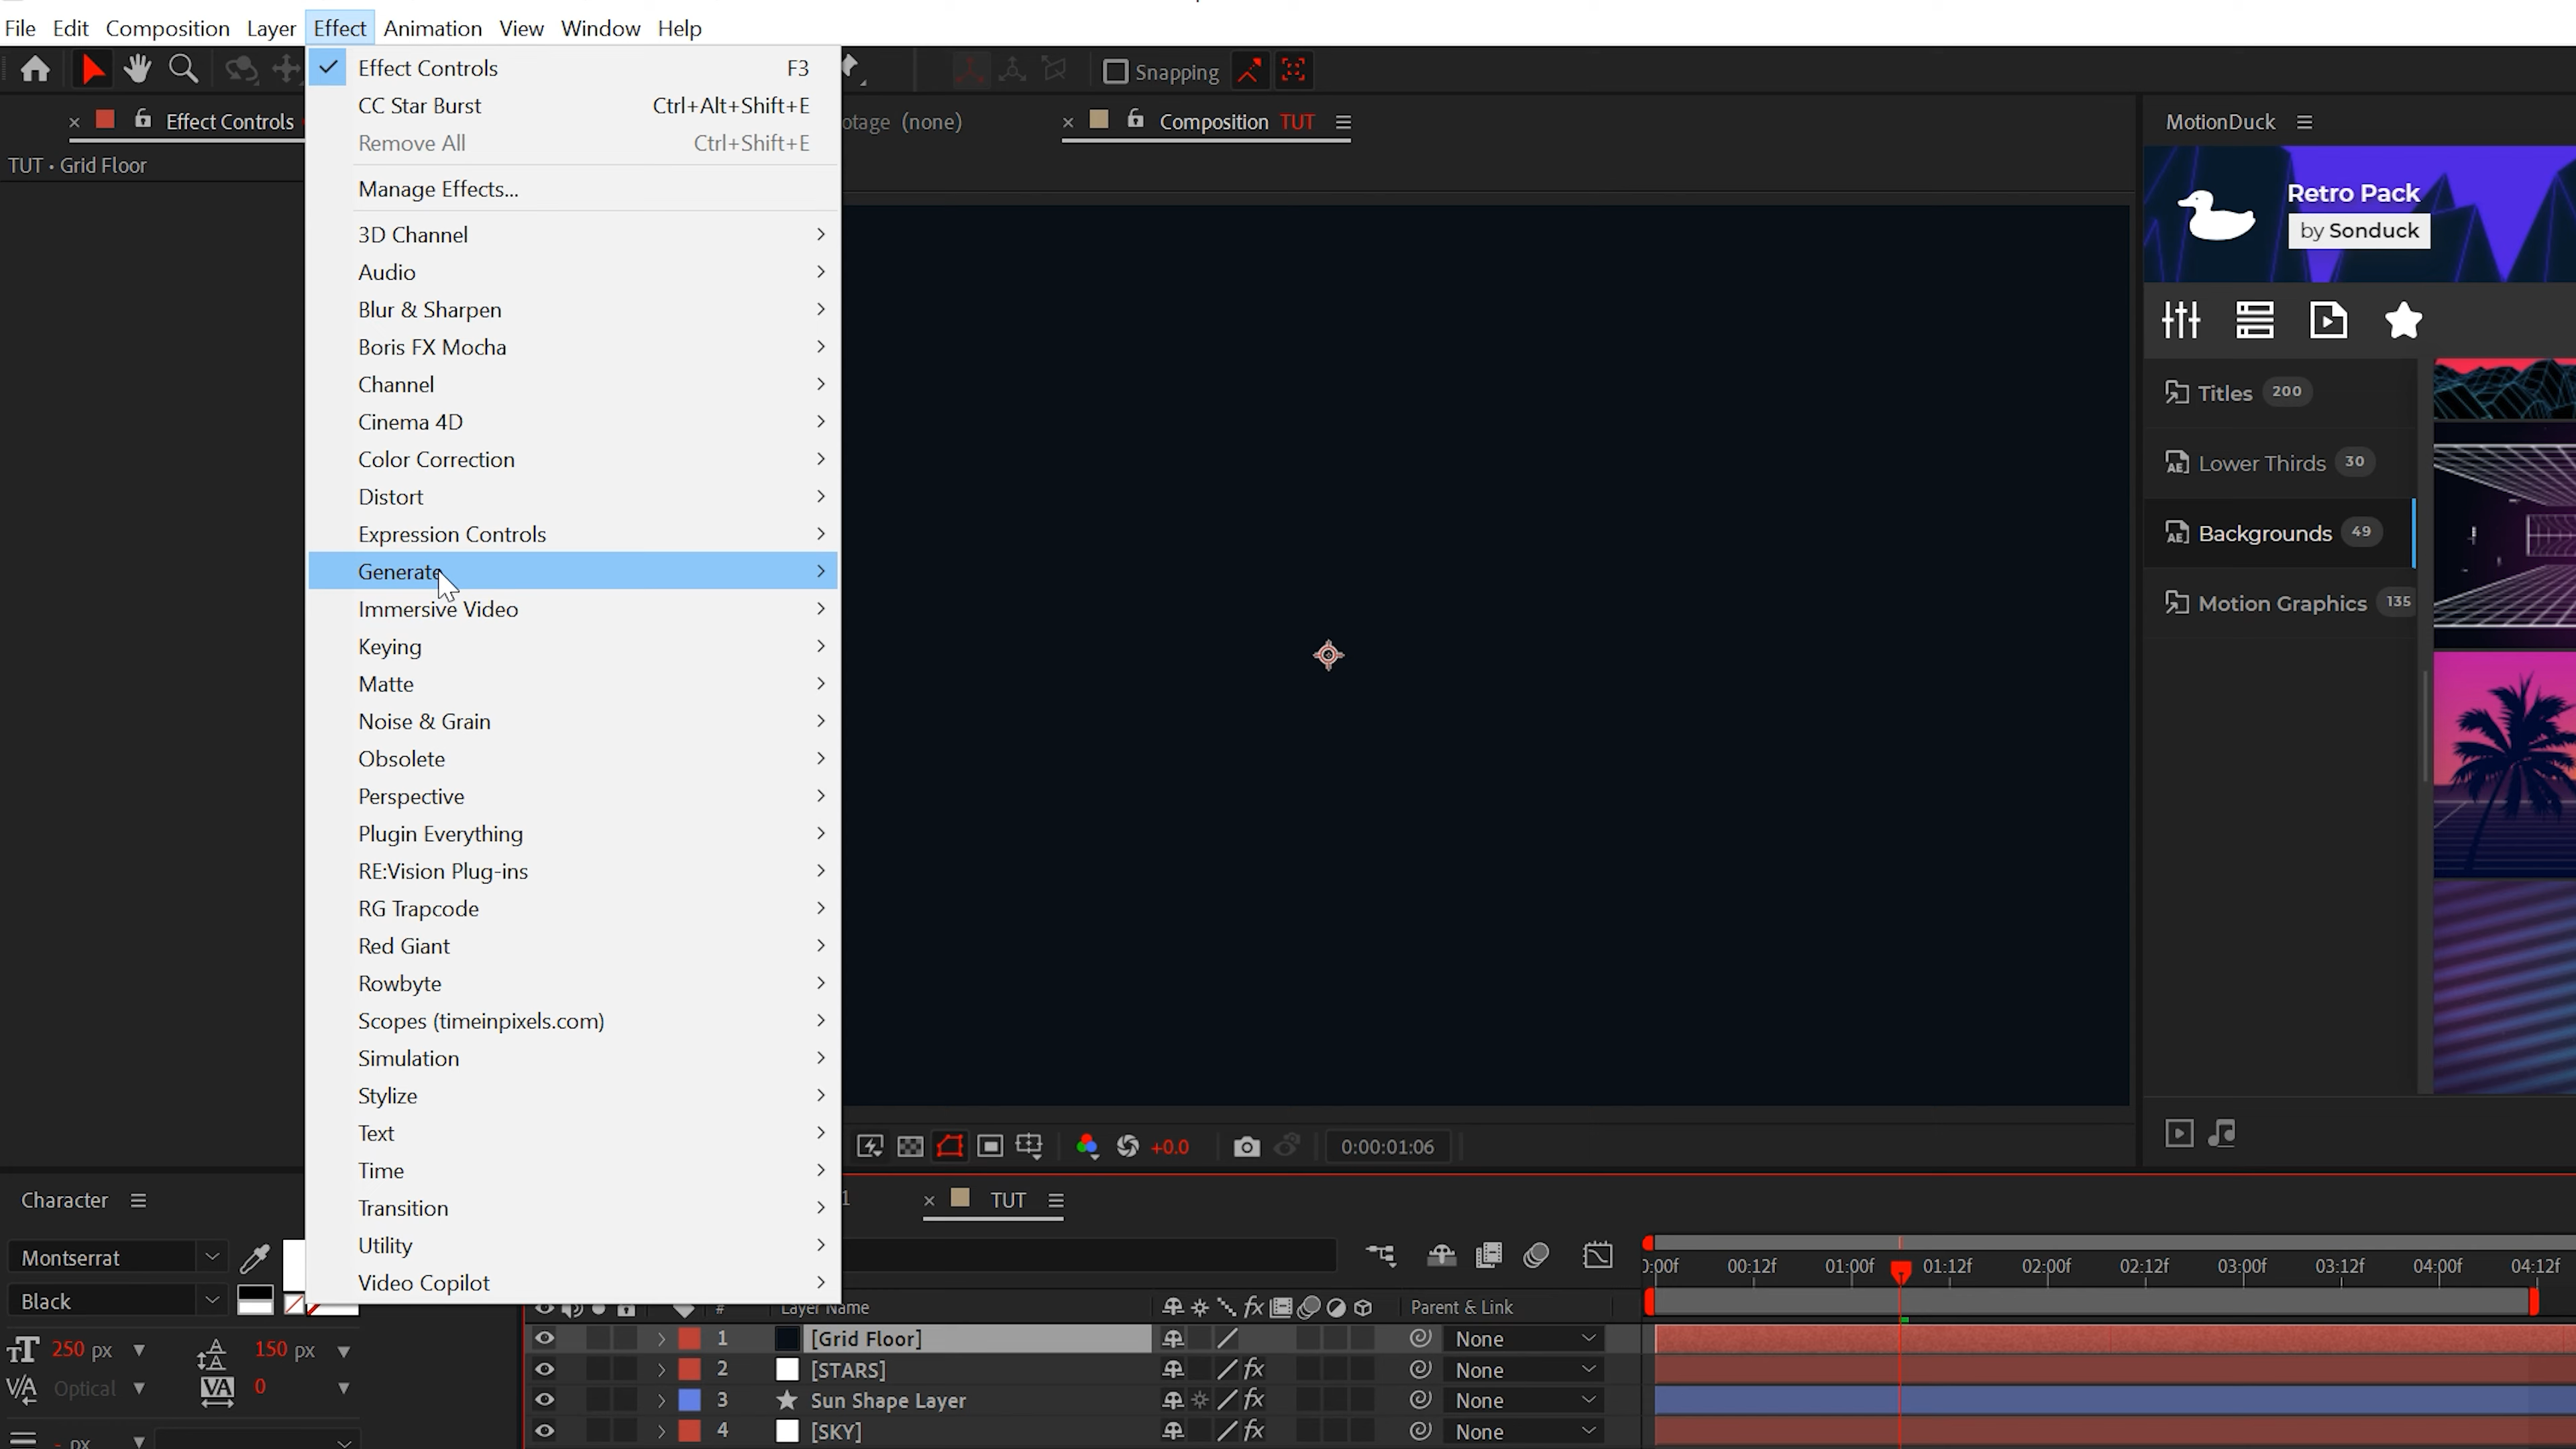 File Edit Composition Layer Effect Animation View Window Help
Effect Controls F3
CC Star Burst Ctrl+Alt+Shift+E
Remove All Ctrl+Shift+E
Manage Effects...
3D Channel
Audio
Blur & Sharpen
Boris FX Mocha
Channel
Cinema 4D
Color Correction
Distort
Expression Controls
Generate
Immersive Video
Keying
Matte
Noise & Grain
Obsolete
Perspective
Plugin Everything
RE:Vision Plug-ins
RG Trapcode
Red Giant
Rowbyte
Scopes (timeinpixels.com)
Simulation
Stylize
Text
Time
Transition
Utility
Video Copilot
Snapping
Effect Controls
TUT • Grid Floor
otage (none)
Composition TUT
MotionDuck
Retro Pack
by Sonduck
Titles 200
Lower Thirds 30
Backgrounds 49
Motion Graphics 135
+0.0
0:00:01:06
Character
Montserrat
Black
250 px
150 px
Optical
0
- px
1
TUT
0:00f 00:12f 01:00f 01:12f 02:00f 02:12f 03:00f 03:12f 04:00f 04:12f
# Layer Name Parent & Link
1 [Grid Floor] None
2 [STARS] None
3 Sun Shape Layer None
4 [SKY] None